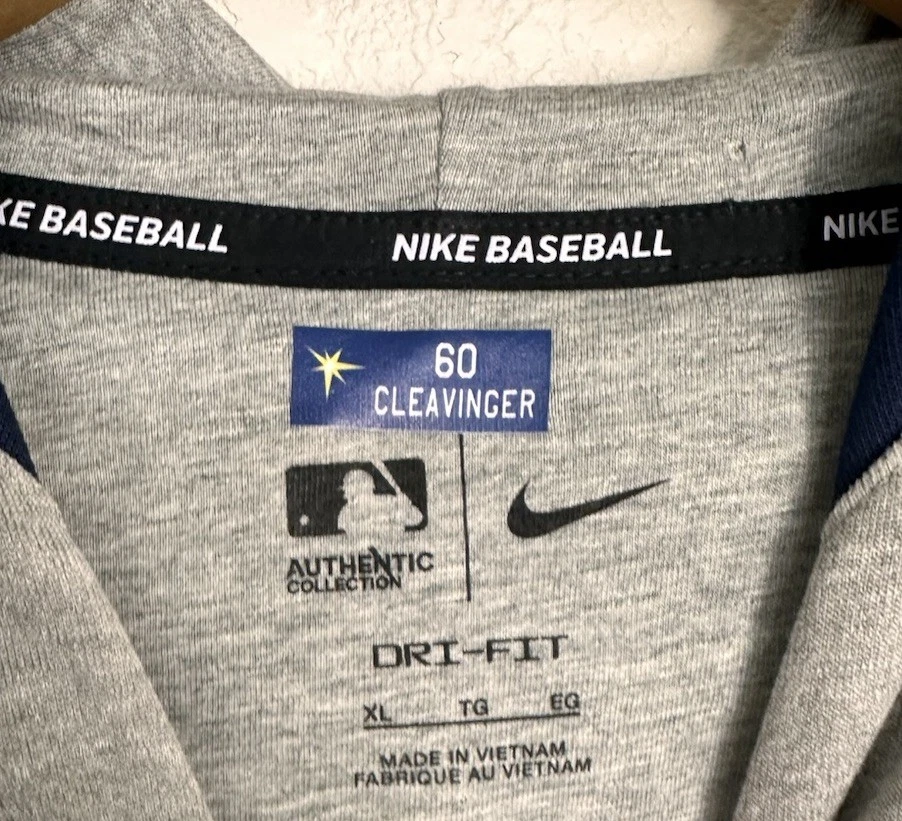 KE BASEBALL NIKE BASEBALL NIKE
60
CLEAVINGER
AUTHENTIC
COLLECTION
DRI-FIT
XL TG EG
MADE IN VIETNAM
FABRIQUE AU VIETNAM